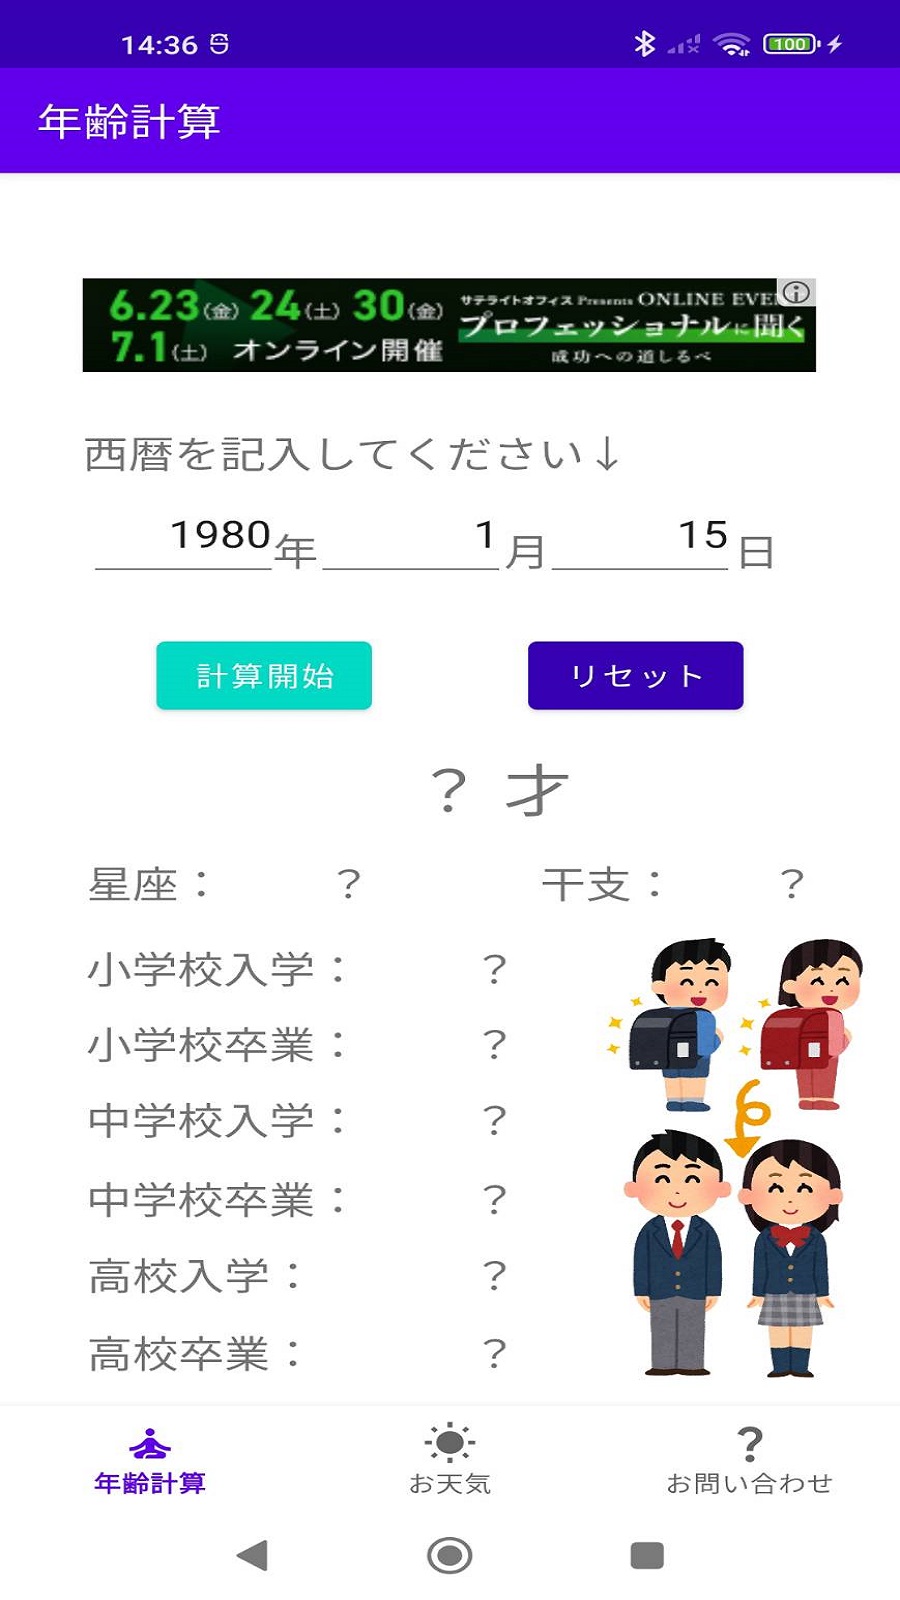 14:36
100
年齢計算
6.23(金) 24(土) 30(金)
7.1(土) オンライン開催
サテライトオフィス Presents ONLINE EVE
プロフェッショナルに聞く
成功への道しるべ
西暦を記入してください↓
1980年 1月 15日
計算開始 リセット
? 才
星座： ? 干支： ?
小学校入学： ?
小学校卒業： ?
中学校入学： ?
中学校卒業： ?
高校入学： ?
高校卒業： ?
年齢計算 お天気 お問い合わせ